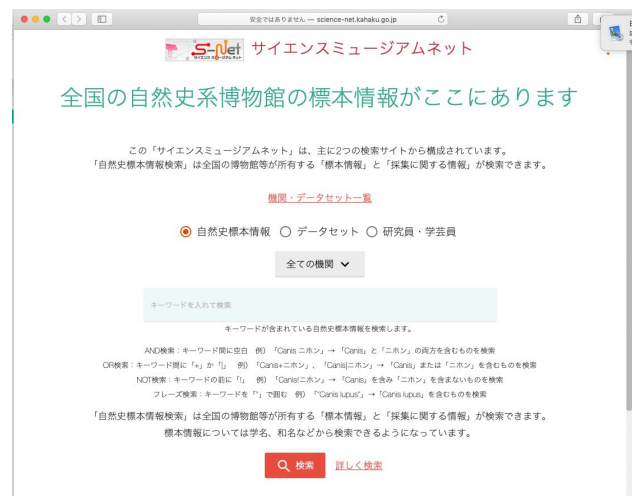 安全ではありません — science-net.kahaku.go.jp
S-Net サイエンスミュージアムネット
全国の自然史系博物館の標本情報がここにあります
この「サイエンスミュージアムネット」は、主に2つの検索サイトから構成されています。
「自然史標本情報検索」は全国の博物館等が所有する「標本情報」と「採集に関する情報」が検索できます。
機関・データセット一覧
自然史標本情報 データセット 研究員・学芸員
全ての機関
キーワードを入れて検索
キーワードが含まれている自然史標本情報を検索します。
AND検索：キーワード間に空白 例）「Canis ニホン」→「Canis」と「ニホン」の両方を含むものを検索
OR検索：キーワード間に「+」か「|」 例）「Canis+ニホン」、「Canis|ニホン」→「Canis」または「ニホン」を含むものを検索
NOT検索：キーワードの前に「!」 例）「Canis!ニホン」→「Canis」を含み「ニホン」を含まないものを検索
フレーズ検索：キーワードを「"」で囲む 例）「"Canis lupus"」→「Canis lupus」を含むものを検索
「自然史標本情報検索」は全国の博物館等が所有する「標本情報」と「採集に関する情報」が検索できます。
標本情報については学名、和名などから検索できるようになっています。
検索 詳しく検索